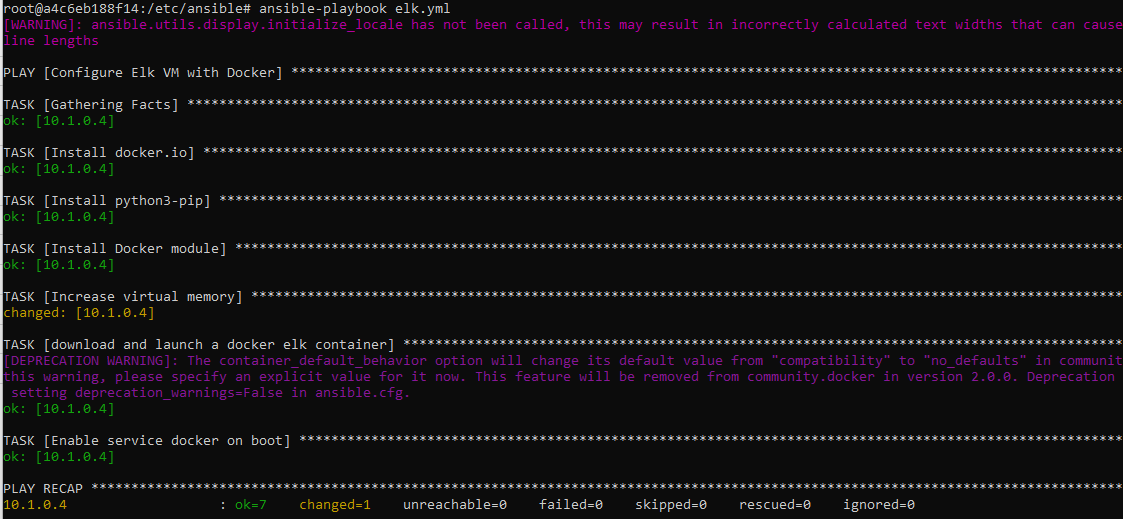 root@a4c6eb188f14:/etc/ansible# ansible-playbook elk.yml
[WARNING]: ansible.utils.display.initialize_locale has not been called, this may result in incorrectly calculated text widths that can cause
line lengths
PLAY [Configure Elk VM with Docker] ********************************************************************************************************
TASK [Gathering Facts] *********************************************************************************************************************
ok: [10.1.0.4]
TASK [Install docker.io] *******************************************************************************************************************
ok: [10.1.0.4]
TASK [Install python3-pip] *****************************************************************************************************************
ok: [10.1.0.4]
TASK [Install Docker module] ***************************************************************************************************************
ok: [10.1.0.4]
TASK [Increase virtual memory] *************************************************************************************************************
changed: [10.1.0.4]
TASK [download and launch a docker elk container] ******************************************************************************************
[DEPRECATION WARNING]: The container_default_behavior option will change its default value from "compatibility" to "no_defaults" in communit
this warning, please specify an explicit value for it now. This feature will be removed from community.docker in version 2.0.0. Deprecation
setting deprecation_warnings=False in ansible.cfg.
ok: [10.1.0.4]
TASK [Enable service docker on boot] *******************************************************************************************************
ok: [10.1.0.4]
PLAY RECAP *********************************************************************************************************************************
10.1.0.4 : ok=7 changed=1 unreachable=0 failed=0 skipped=0 rescued=0 ignored=0